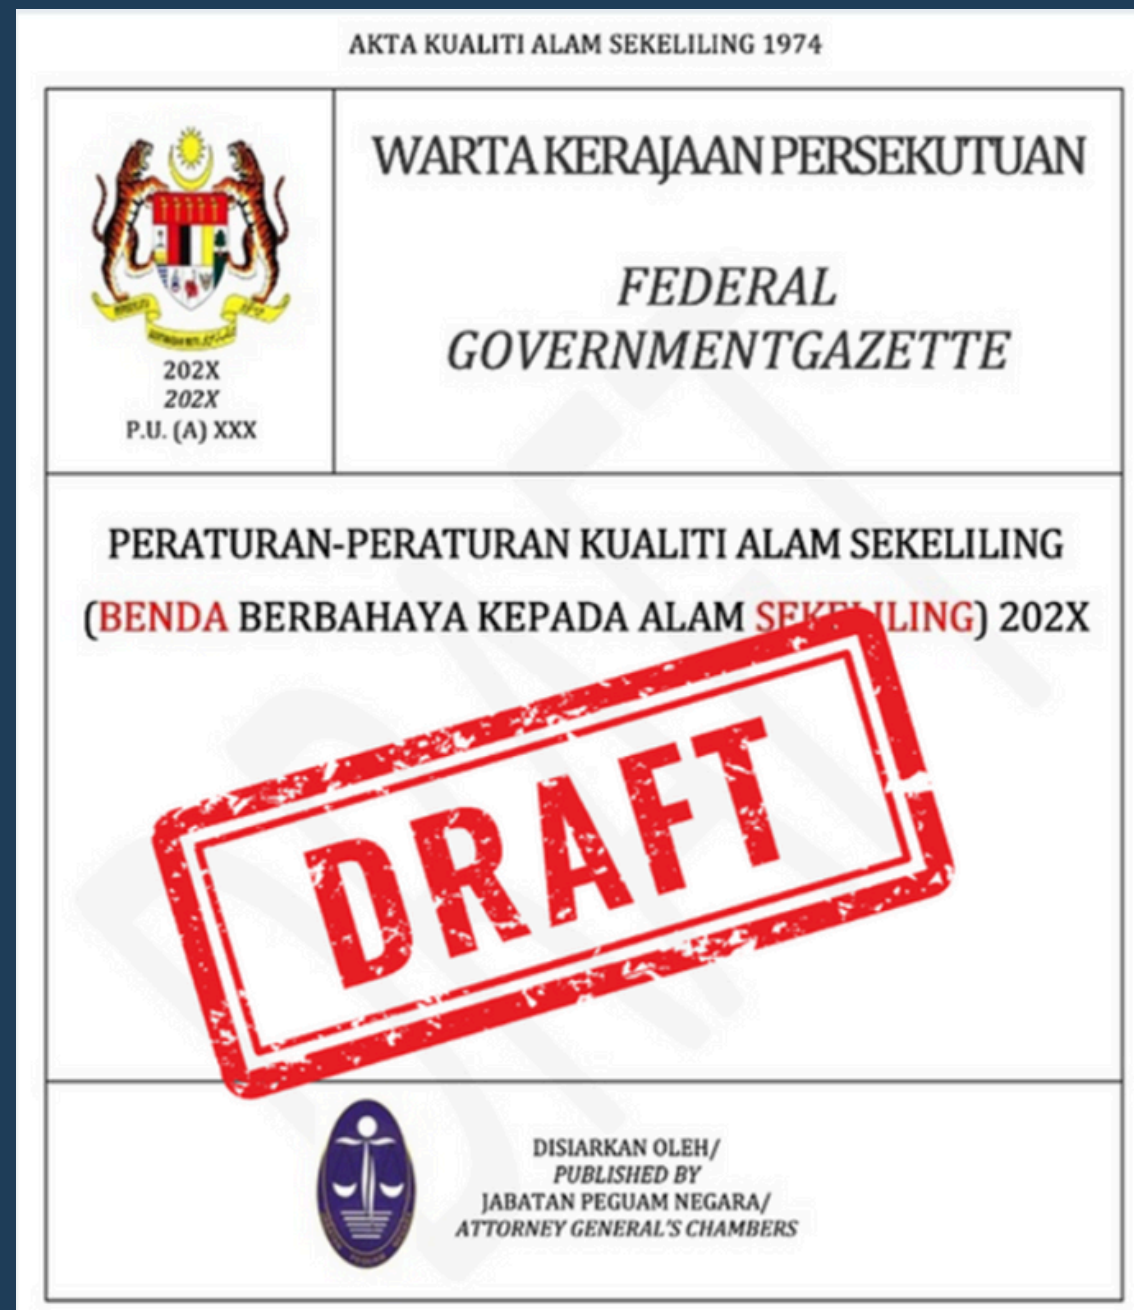 AKTA KUALITI ALAM SEKELILING 1974
WARTA KERAJAAN PERSEKUTUAN
FEDERAL
GOVERNMENTGAZETTE
202X
202X
P.U. (A) XXX
PERATURAN-PERATURAN KUALITI ALAM SEKELILING
(BENDA BERBAHAYA KEPADA ALAM SEKELILING) 202X
DRAFT
DISIARKAN OLEH/
PUBLISHED BY
JABATAN PEGUAM NEGARA/
ATTORNEY GENERAL'S CHAMBERS